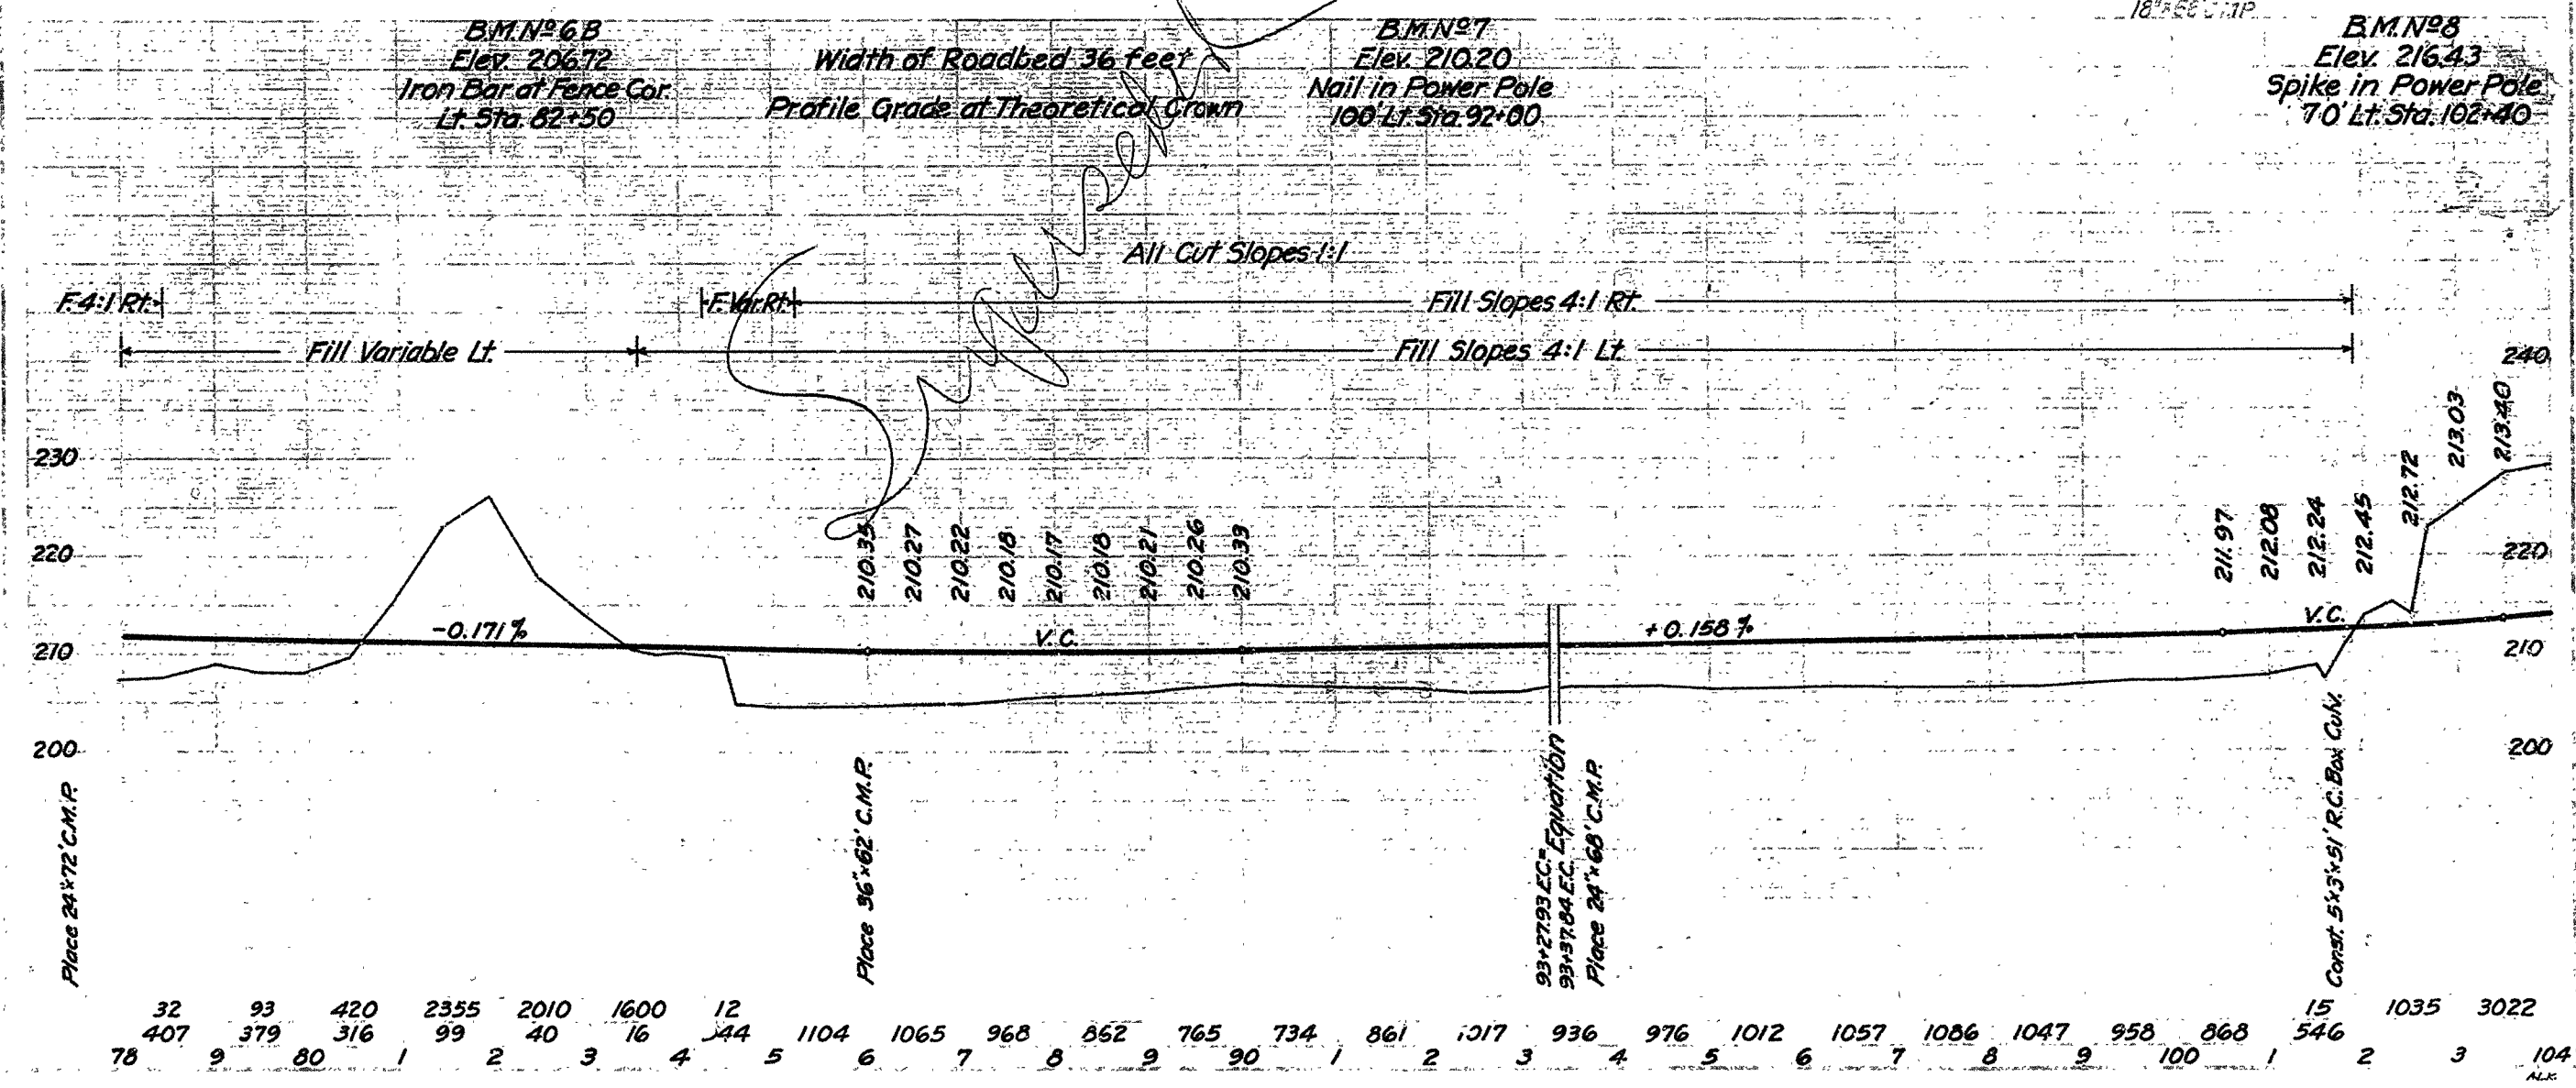 B.M. Nº 6B
Elev. 206.72
Iron Bar at Fence Cor.
Lt. Sta. 82+50
Width of Roadbed 36 feet
Profile Grade at Theoretical Crown
B.M. Nº 7
Elev. 210.20
Nail in Power Pole
100' Lt. Sta. 92+00
B.M. Nº 8
Elev. 216.43
Spike in Power Pole
70' Lt. Sta. 102+40
All Cut Slopes 1:1
F. 4:1 Rt.
F. Var. Rt.
Fill Slopes 4:1 Rt.
Fill Variable Lt.
Fill Slopes 4:1 Lt.
240
230
220
210
200
220
210
200
-0.171 %
V.C.
+0.158 %
V.C.
210.35
210.27
210.22
210.18
210.17
210.18
210.21
210.26
210.33
211.97
212.08
212.24
212.45
212.72
213.03
213.40
Place 24"x72' C.M.P.
Place 36"x62' C.M.P.
93+27.93 E.C.=
93+37.84 E.C. Equation
Place 24"x68' C.M.P.
Const. 5'x3'x51' R.C. Box Culv.
32 93 420 2355 2010 1600 12 15 1035 3022
407 379 316 99 40 16 1104 1065 968 862 765 734 861 1017 936 976 1012 1057 1086 1047 958 868 546
78 9 80 1 2 3 4 5 6 7 8 9 90 1 2 3 4 5 6 7 8 9 100 1 2 3 104
A.L.K.